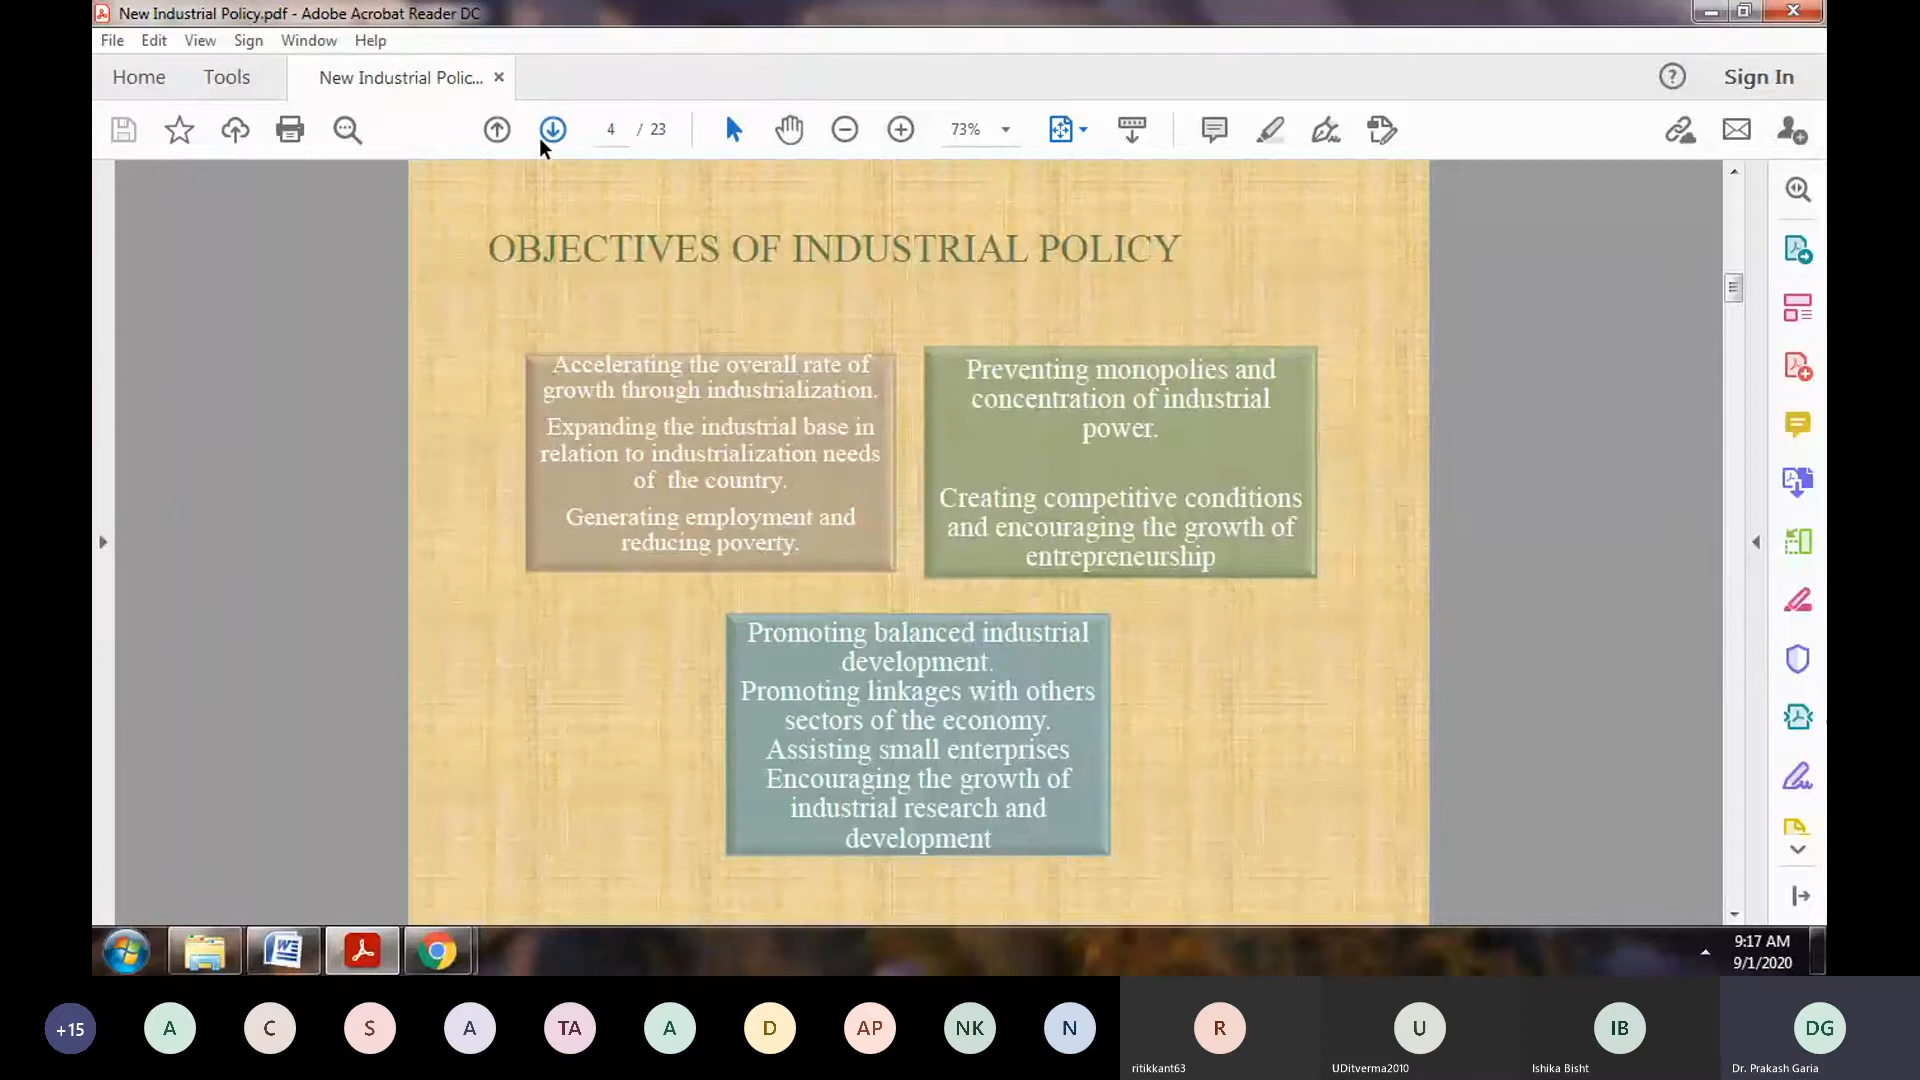 New Industrial Policy.pdf - Adobe Acrobat Reader DC
File Edit View Sign Window Help
Home Tools New Industrial Polic... × Sign In
4 / 23 73%
OBJECTIVES OF INDUSTRIAL POLICY
Accelerating the overall rate of
growth through industrialization.
Expanding the industrial base in
relation to industrialization needs
of the country.
Generating employment and
reducing poverty.
Preventing monopolies and
concentration of industrial
power.
Creating competitive conditions
and encouraging the growth of
entrepreneurship
Promoting balanced industrial
development.
Promoting linkages with others
sectors of the economy.
Assisting small enterprises
Encouraging the growth of
industrial research and
development
9:17 AM
9/1/2020
+15 A C S A TA A D AP NK N R U IB DG
ritikkant63 UDitverma2010 Ishika Bisht Dr. Prakash Garia